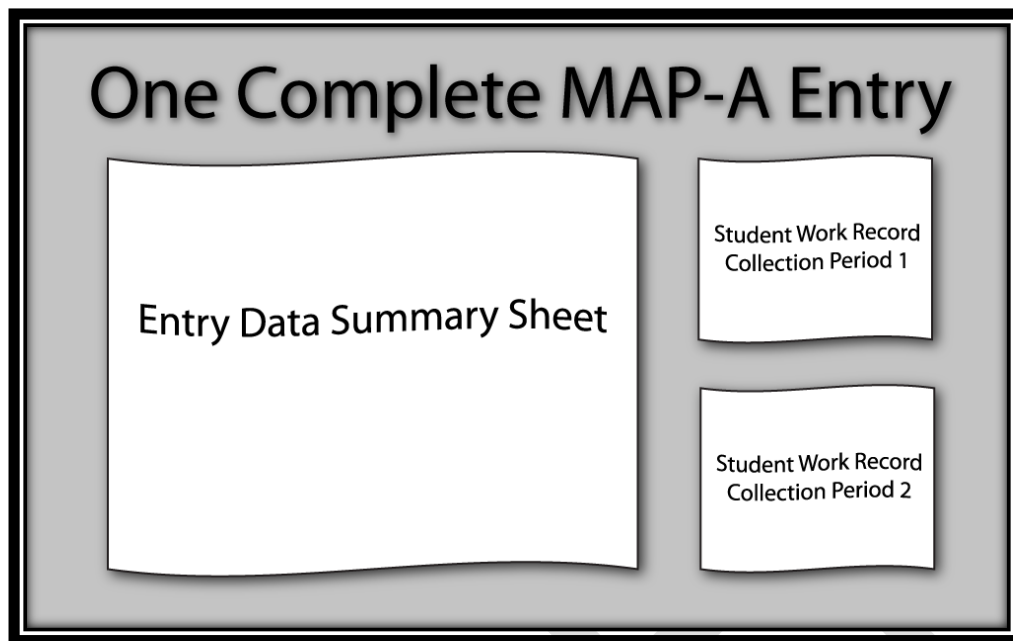 One Complete MAP-A Entry
Entry Data Summary Sheet
Student Work Record
Collection Period 1
Student Work Record
Collection Period 2